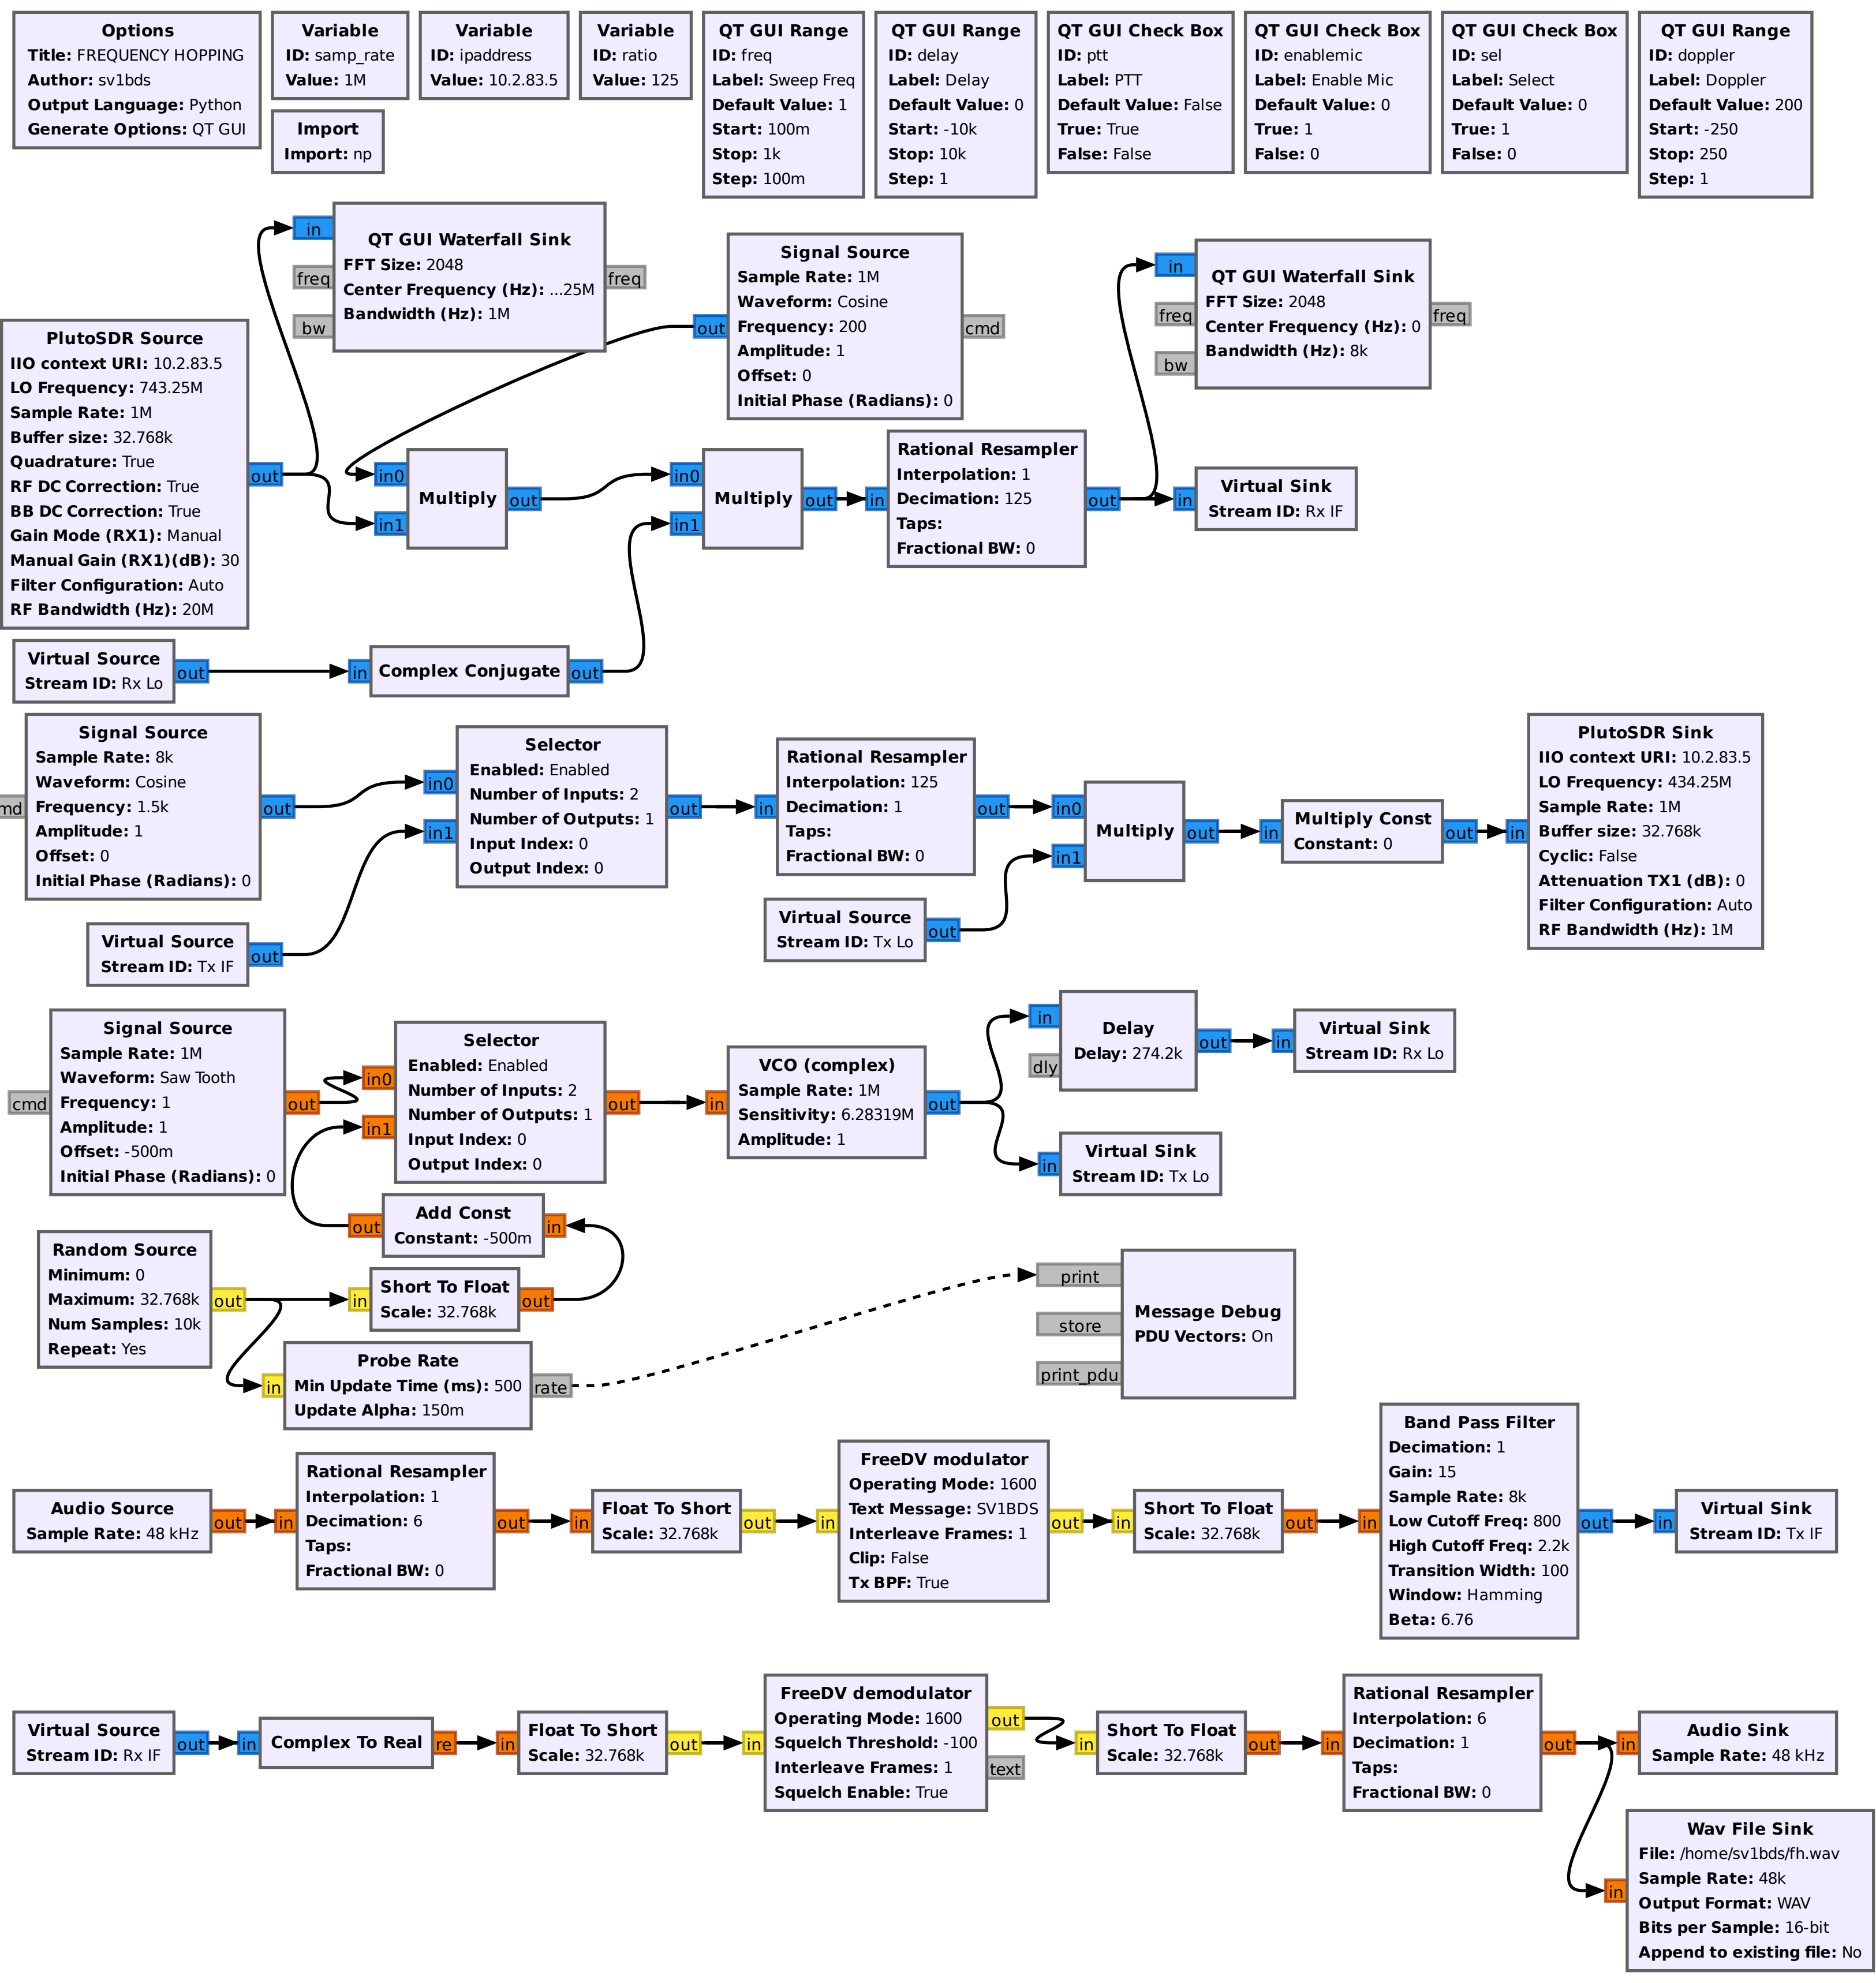 Options
Title: FREQUENCY HOPPING
Author: sv1bds
Output Language: Python
Generate Options: QT GUI
Variable
ID: samp_rate
Value: 1M
Variable
ID: ipaddress
Value: 10.2.83.5
Variable
ID: ratio
Value: 125
QT GUI Range
ID: freq
Label: Sweep Freq
Default Value: 1
Start: 100m
Stop: 1k
Step: 100m
QT GUI Range
ID: delay
Label: Delay
Default Value: 0
Start: -10k
Stop: 10k
Step: 1
QT GUI Check Box
ID: ptt
Label: PTT
Default Value: False
True: True
False: False
QT GUI Check Box
ID: enablemic
Label: Enable Mic
Default Value: 0
True: 1
False: 0
QT GUI Check Box
ID: sel
Label: Select
Default Value: 0
True: 1
False: 0
QT GUI Range
ID: doppler
Label: Doppler
Default Value: 200
Start: -250
Stop: 250
Step: 1
Import
Import: np
in
freq
bw
QT GUI Waterfall Sink
FFT Size: 2048
Center Frequency (Hz): ...25M
Bandwidth (Hz): 1M
freq
out
Signal Source
Sample Rate: 1M
Waveform: Cosine
Frequency: 200
Amplitude: 1
Offset: 0
Initial Phase (Radians): 0
cmd
in
freq
bw
QT GUI Waterfall Sink
FFT Size: 2048
Center Frequency (Hz): 0
Bandwidth (Hz): 8k
freq
PlutoSDR Source
IIO context URI: 10.2.83.5
LO Frequency: 743.25M
Sample Rate: 1M
Buffer size: 32.768k
Quadrature: True
RF DC Correction: True
BB DC Correction: True
Gain Mode (RX1): Manual
Manual Gain (RX1)(dB): 30
Filter Configuration: Auto
RF Bandwidth (Hz): 20M
out
in0
in1
Multiply
out
in0
in1
Multiply
out
in
Rational Resampler
Interpolation: 1
Decimation: 125
Taps:
Fractional BW: 0
out
in
Virtual Sink
Stream ID: Rx IF
Virtual Source
Stream ID: Rx Lo
out
in
Complex Conjugate
out
Signal Source
Sample Rate: 8k
Waveform: Cosine
Frequency: 1.5k
Amplitude: 1
Offset: 0
Initial Phase (Radians): 0
md
out
in0
in1
Selector
Enabled: Enabled
Number of Inputs: 2
Number of Outputs: 1
Input Index: 0
Output Index: 0
out
in
Rational Resampler
Interpolation: 125
Decimation: 1
Taps:
Fractional BW: 0
out
in0
in1
Multiply
out
in
Multiply Const
Constant: 0
out
in
PlutoSDR Sink
IIO context URI: 10.2.83.5
LO Frequency: 434.25M
Sample Rate: 1M
Buffer size: 32.768k
Cyclic: False
Attenuation TX1 (dB): 0
Filter Configuration: Auto
RF Bandwidth (Hz): 1M
Virtual Source
Stream ID: Tx Lo
out
Virtual Source
Stream ID: Tx IF
out
cmd
Signal Source
Sample Rate: 1M
Waveform: Saw Tooth
Frequency: 1
Amplitude: 1
Offset: -500m
Initial Phase (Radians): 0
out
in0
in1
Selector
Enabled: Enabled
Number of Inputs: 2
Number of Outputs: 1
Input Index: 0
Output Index: 0
out
in
VCO (complex)
Sample Rate: 1M
Sensitivity: 6.28319M
Amplitude: 1
out
in
dly
Delay
Delay: 274.2k
out
in
Virtual Sink
Stream ID: Rx Lo
in
Virtual Sink
Stream ID: Tx Lo
out
Add Const
Constant: -500m
in
Random Source
Minimum: 0
Maximum: 32.768k
Num Samples: 10k
Repeat: Yes
out
in
Short To Float
Scale: 32.768k
out
in
Probe Rate
Min Update Time (ms): 500
Update Alpha: 150m
rate
print
store
print_pdu
Message Debug
PDU Vectors: On
Audio Source
Sample Rate: 48 kHz
out
in
Rational Resampler
Interpolation: 1
Decimation: 6
Taps:
Fractional BW: 0
out
in
Float To Short
Scale: 32.768k
out
in
FreeDV modulator
Operating Mode: 1600
Text Message: SV1BDS
Interleave Frames: 1
Clip: False
Tx BPF: True
out
in
Short To Float
Scale: 32.768k
out
in
Band Pass Filter
Decimation: 1
Gain: 15
Sample Rate: 8k
Low Cutoff Freq: 800
High Cutoff Freq: 2.2k
Transition Width: 100
Window: Hamming
Beta: 6.76
out
in
Virtual Sink
Stream ID: Tx IF
Virtual Source
Stream ID: Rx IF
out
in
Complex To Real
re
in
Float To Short
Scale: 32.768k
out
in
FreeDV demodulator
Operating Mode: 1600
Squelch Threshold: -100
Interleave Frames: 1
Squelch Enable: True
out
text
in
Short To Float
Scale: 32.768k
out
in
Rational Resampler
Interpolation: 6
Decimation: 1
Taps:
Fractional BW: 0
out
in
Audio Sink
Sample Rate: 48 kHz
in
Wav File Sink
File: /home/sv1bds/fh.wav
Sample Rate: 48k
Output Format: WAV
Bits per Sample: 16-bit
Append to existing file: No